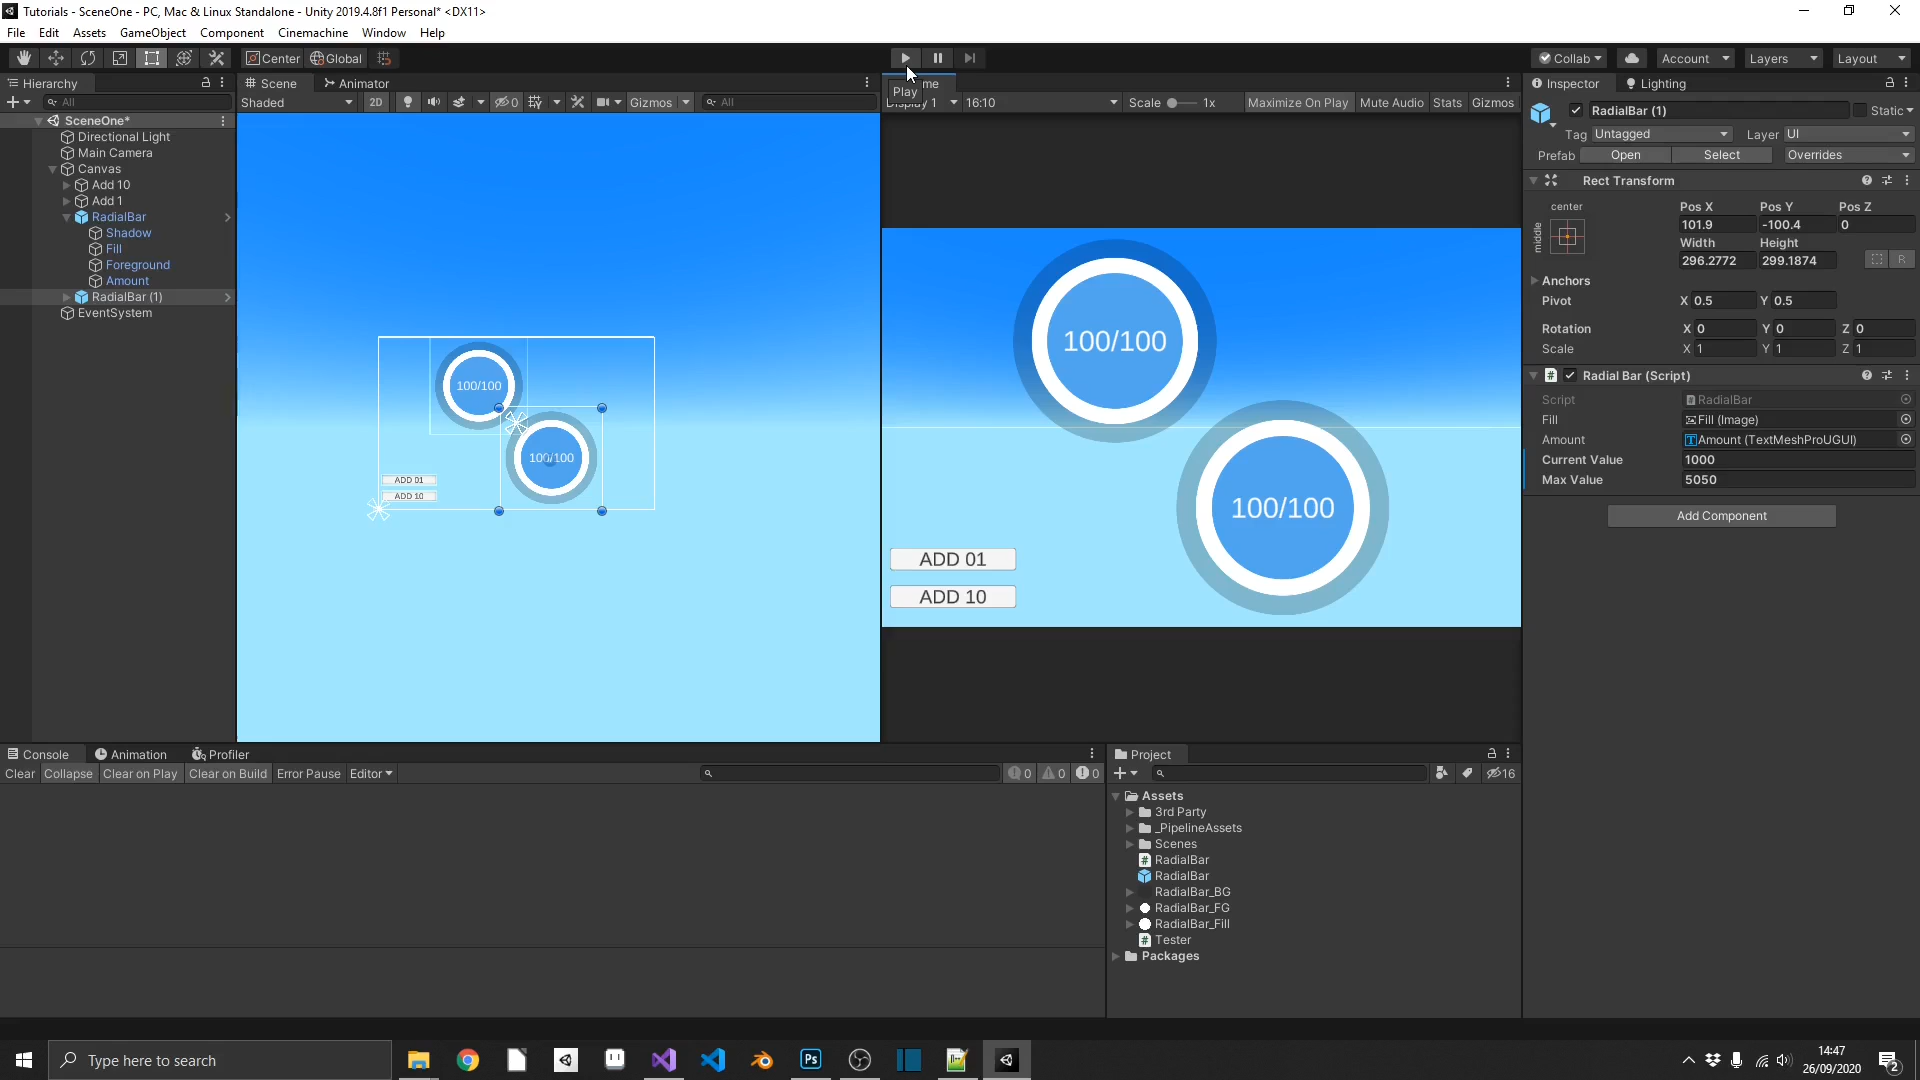 Tutorials - SceneOne - PC, Mac & Linux Standalone - Unity 2019.4.8f1 Personal* <DX11>
File Edit Assets GameObject Component Cinemachine Window Help
Center Global Collab Account Layers Layout
Hierarchy Scene Animator me Inspector Lighting
Play
All Shaded 2D 0 Gizmos All Display 1 16:10 Scale 1x Maximize On Play Mute Audio Stats Gizmos
SceneOne*
Directional Light
Main Camera
Canvas
Add 10
Add 1
RadialBar
Shadow
Fill
Foreground
Amount
RadialBar (1)
EventSystem
100/100
100/100
ADD 01
ADD 10
100/100
100/100
ADD 01
ADD 10
RadialBar (1) Static
Tag Untagged Layer UI
Prefab Open Select Overrides
Rect Transform
center Pos X Pos Y Pos Z
middle 101.9 -100.4 0
Width Height
296.2772 299.1874 R
Anchors
Pivot X 0.5 Y 0.5
Rotation X 0 Y 0 Z 0
Scale X 1 Y 1 Z 1
Radial Bar (Script)
Script RadialBar
Fill Fill (Image)
Amount Amount (TextMeshProUGUI)
Current Value 1000
Max Value 5050
Add Component
Console Animation Profiler
Clear Collapse Clear on Play Clear on Build Error Pause Editor 0 0 0
Project
16
Assets
3rd Party
_PipelineAssets
Scenes
RadialBar
RadialBar
RadialBar_BG
RadialBar_FG
RadialBar_Fill
Tester
Packages
Type here to search
Ps
14:47
26/09/2020
2